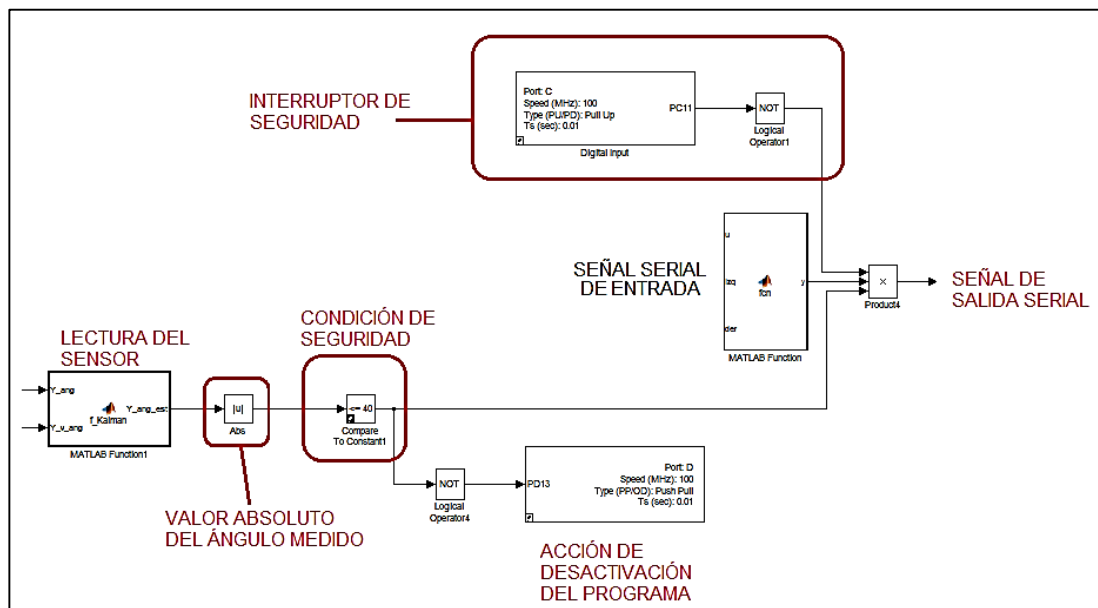 INTERRUPTOR DE
SEGURIDAD
Port: C
Speed (MHz): 100
Type (PU/PD): Pull Up
Ts (sec): 0.01
PC11
Digital Input
NOT
Logical
Operator1
SEÑAL SERIAL
DE ENTRADA
u
izq
der
fcn
y
MATLAB Function
×
Product4
SEÑAL DE
SALIDA SERIAL
LECTURA DEL
SENSOR
Y_ang
Y_u_ang
f_Kalman
Y_ang_est
MATLAB Function1
|u|
Abs
CONDICIÓN DE
SEGURIDAD
<= 40
Compare
To Constant1
VALOR ABSOLUTO
DEL ÁNGULO MEDIDO
NOT
Logical
Operator4
PD13
Port: D
Speed (MHz): 100
Type (PP/OD): Push Pull
Ts (sec): 0.01
ACCIÓN DE
DESACTIVACIÓN
DEL PROGRAMA